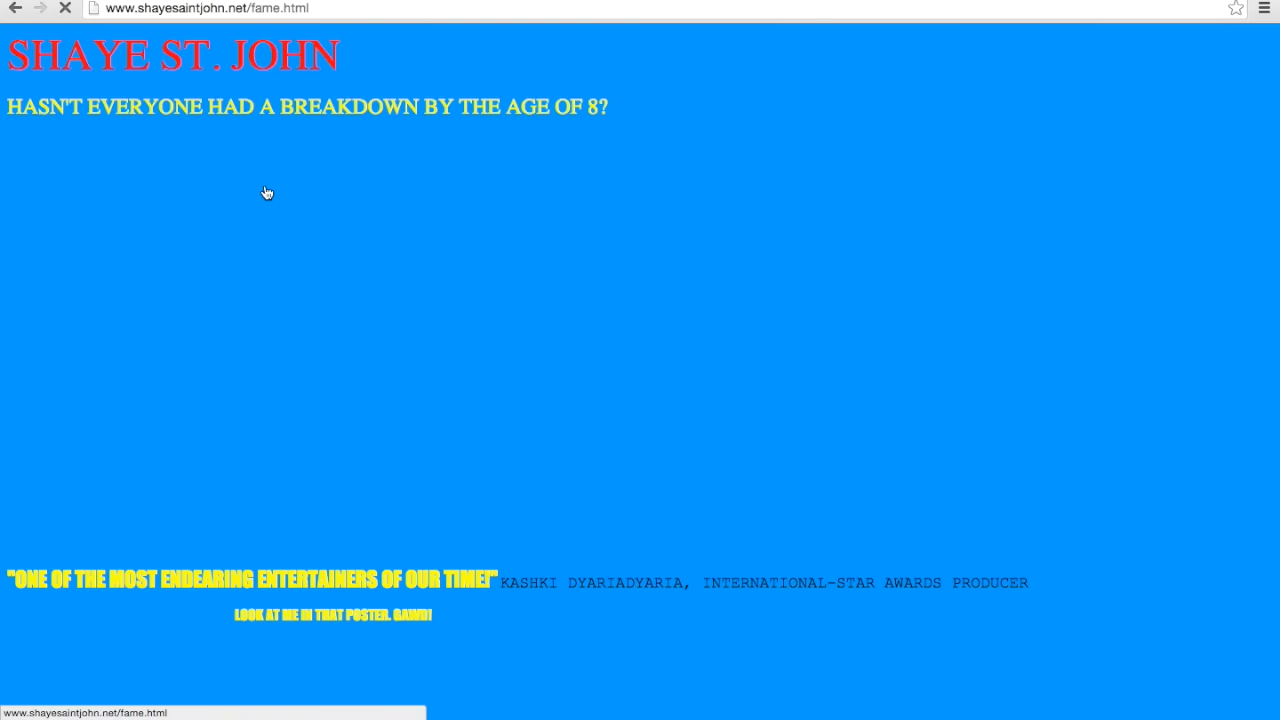 www.shayesaintjohn.net/fame.html
SHAYE ST. JOHN
HASN'T EVERYONE HAD A BREAKDOWN BY THE AGE OF 8?
"ONE OF THE MOST ENDEARING ENTERTAINERS OF OUR TIME!" KASHKI DYARIADYARIA, INTERNATIONAL-STAR AWARDS PRODUCER
LOOK AT ME IN THAT POSTER. GAWD!
www.shayesaintjohn.net/fame.html